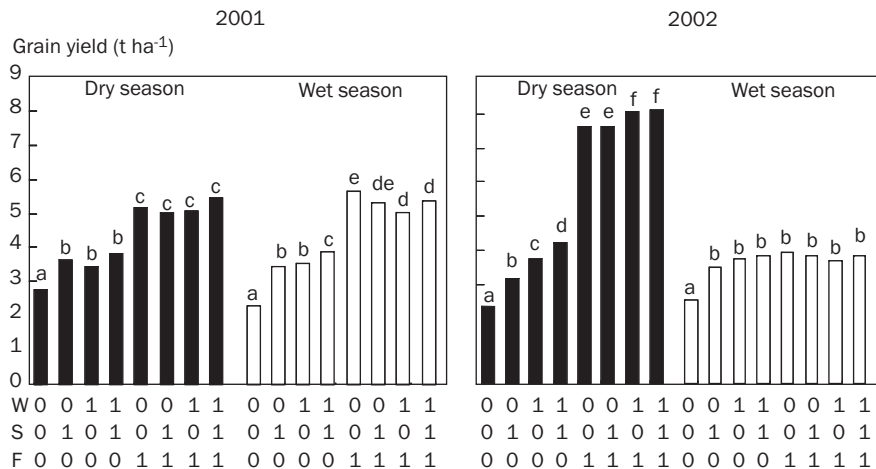 2001 2002
Grain yield (t ha-1)
9
8
7
6
5
4
3
2
1
0
Dry season Wet season Dry season Wet season
a b b b c c c c a b b c e de d d a b c d e e f f a b b b b b b b
W 0 0 1 1 0 0 1 1 0 0 1 1 0 0 1 1 0 0 1 1 0 0 1 1 0 0 1 1 0 0 1 1
S 0 1 0 1 0 1 0 1 0 1 0 1 0 1 0 1 0 1 0 1 0 1 0 1 0 1 0 1 0 1 0 1
F 0 0 0 0 1 1 1 1 0 0 0 0 1 1 1 1 0 0 0 0 1 1 1 1 0 0 0 0 1 1 1 1